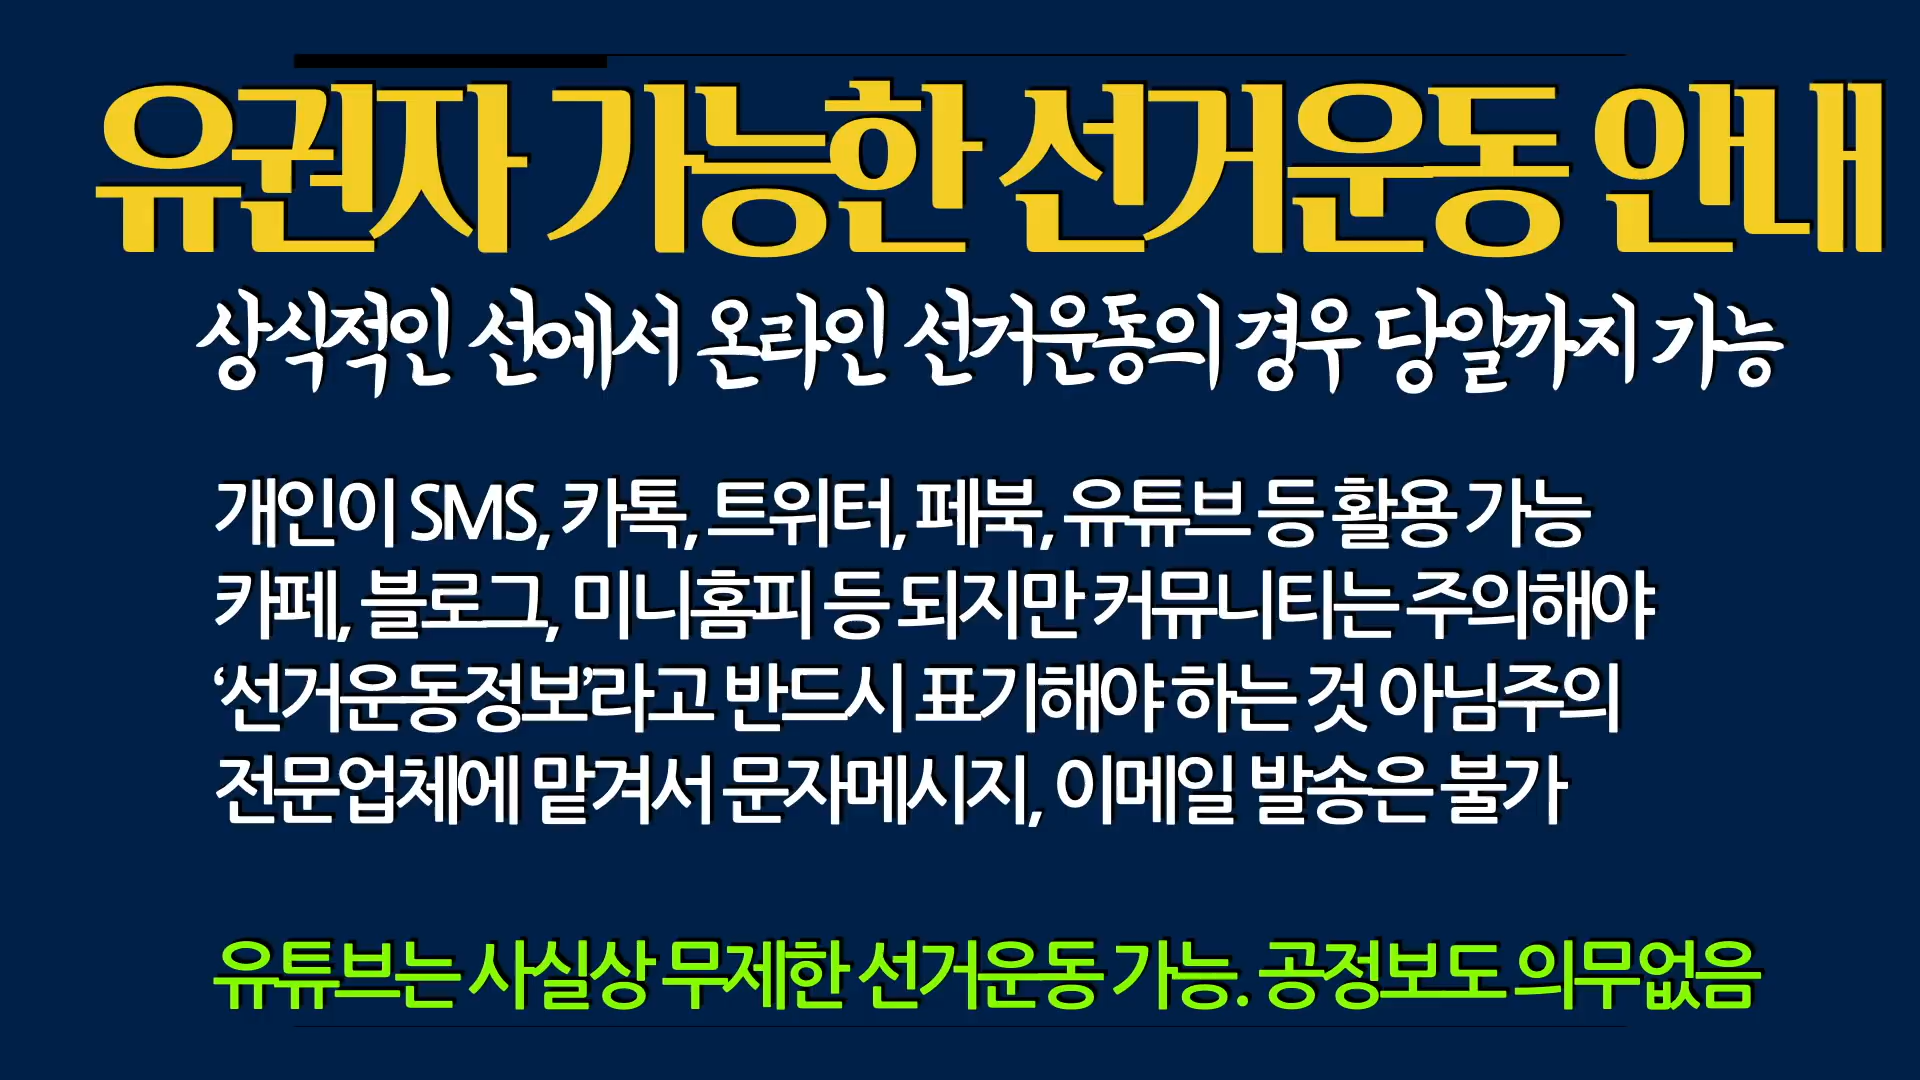 유권자 가능한 선거운동 안내
상식적인 선에서 온라인 선거운동의 경우 당일까지 가능
개인이 SMS, 카톡, 트위터, 페북, 유튜브 등 활용 가능
카페, 블로그, 미니홈피 등 되지만 커뮤니티는 주의해야
‘선거운동정보’라고 반드시 표기해야 하는 것 아님주의
전문업체에 맡겨서 문자메시지, 이메일 발송은 불가
유튜브는 사실상 무제한 선거운동 가능. 공정보도 의무없음